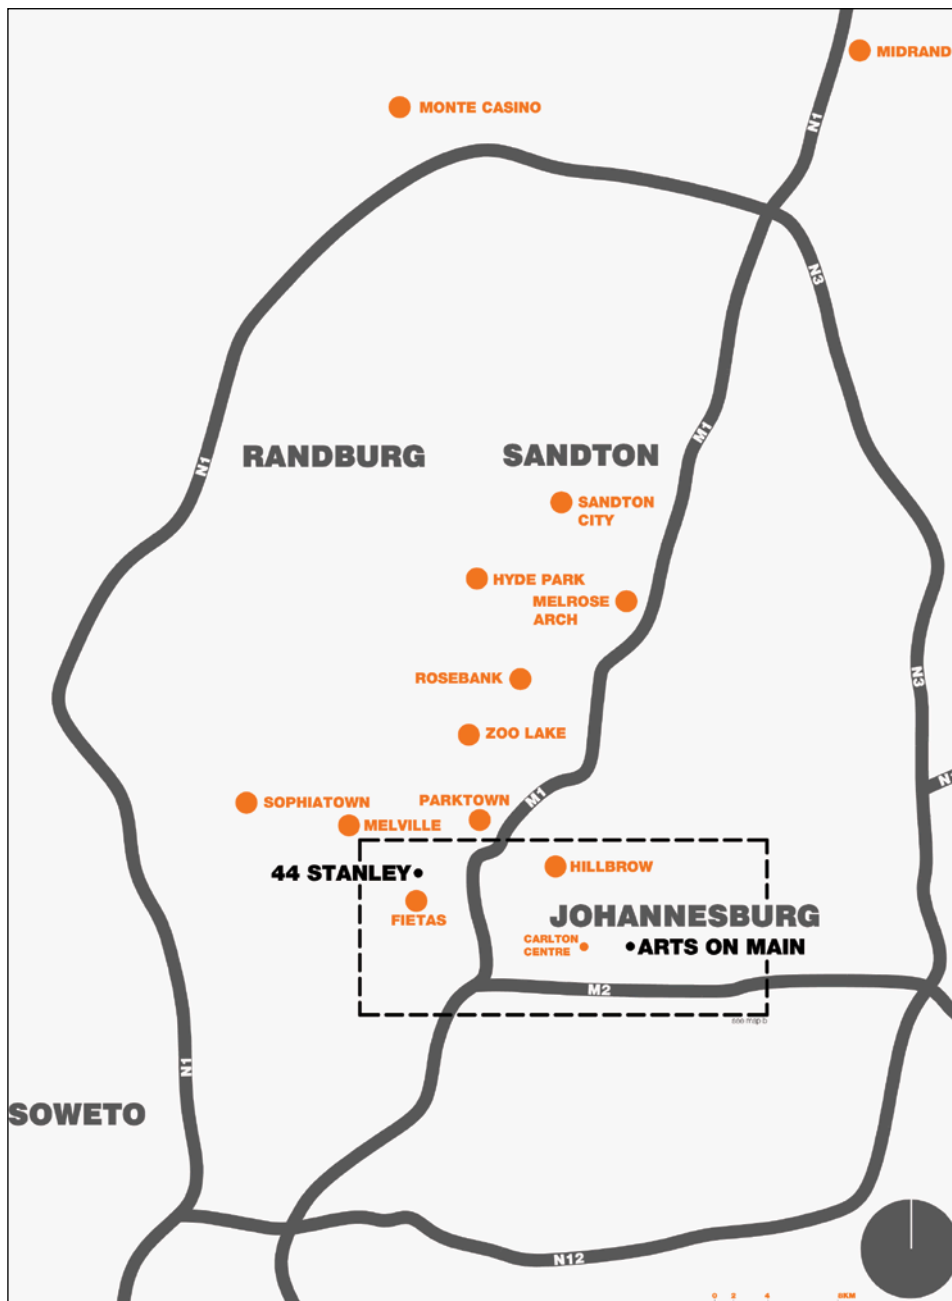 MIDRAND
MONTE CASINO
N1
N3
M1
RANDBURG
SANDTON
N1
SANDTON
CITY
HYDE PARK
MELROSE
ARCH
ROSEBANK
N3
ZOO LAKE
M1
SOPHIATOWN
PARKTOWN
MELVILLE
44 STANLEY
HILLBROW
FIETAS
JOHANNESBURG
CARLTON
CENTRE
ARTS ON MAIN
M2
see map b
N1
SOWETO
N12
0 2 4 8KM